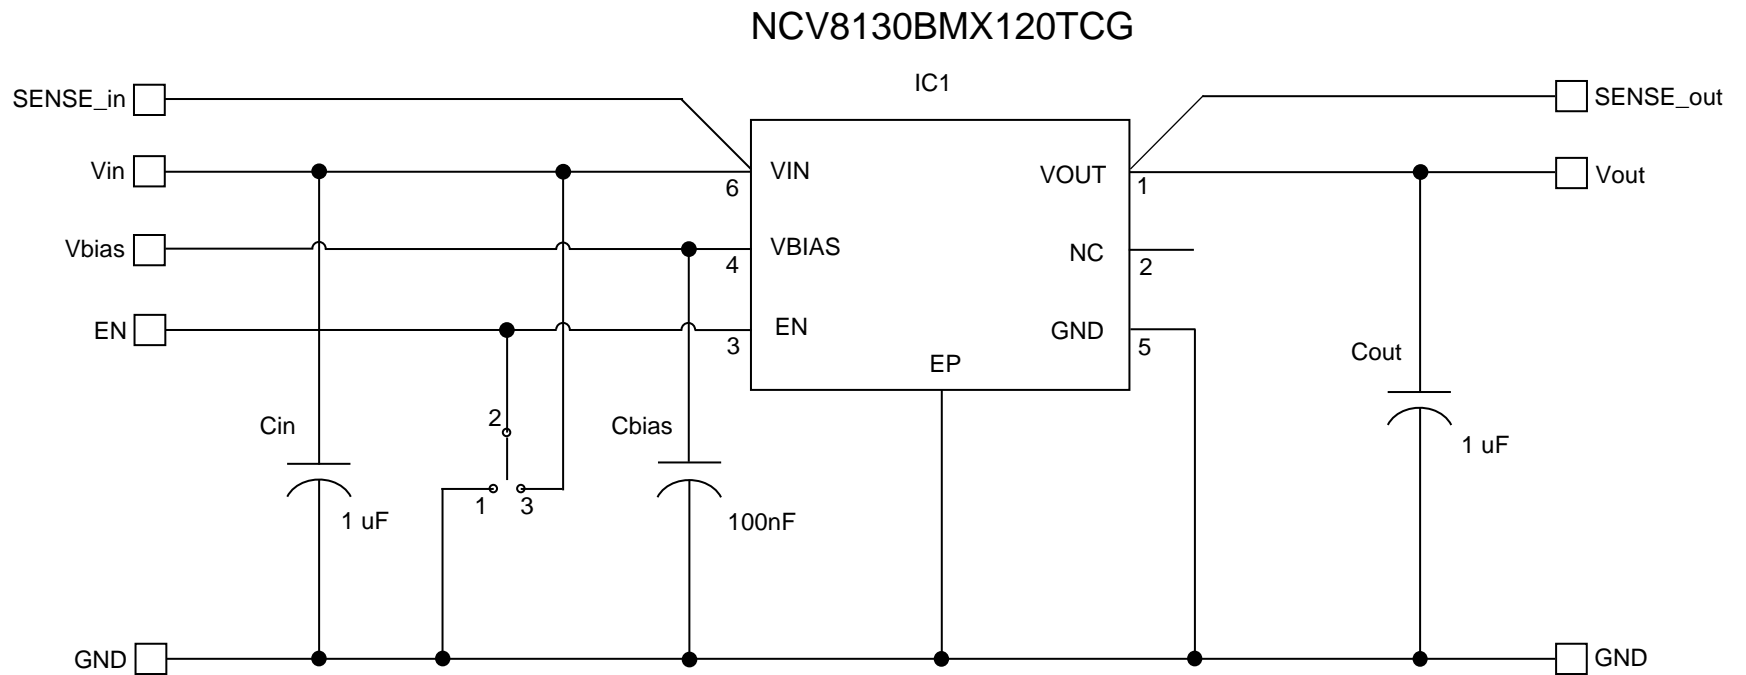 NCV8130BMX120TCG
IC1
SENSE_in
SENSE_out
Vin
VIN
6
VOUT
1
Vout
Vbias
VBIAS
4
NC
2
EN
EN
3
GND
5
EP
Cout
1 uF
Cin
1 uF
2
1
3
Cbias
100nF
GND
GND